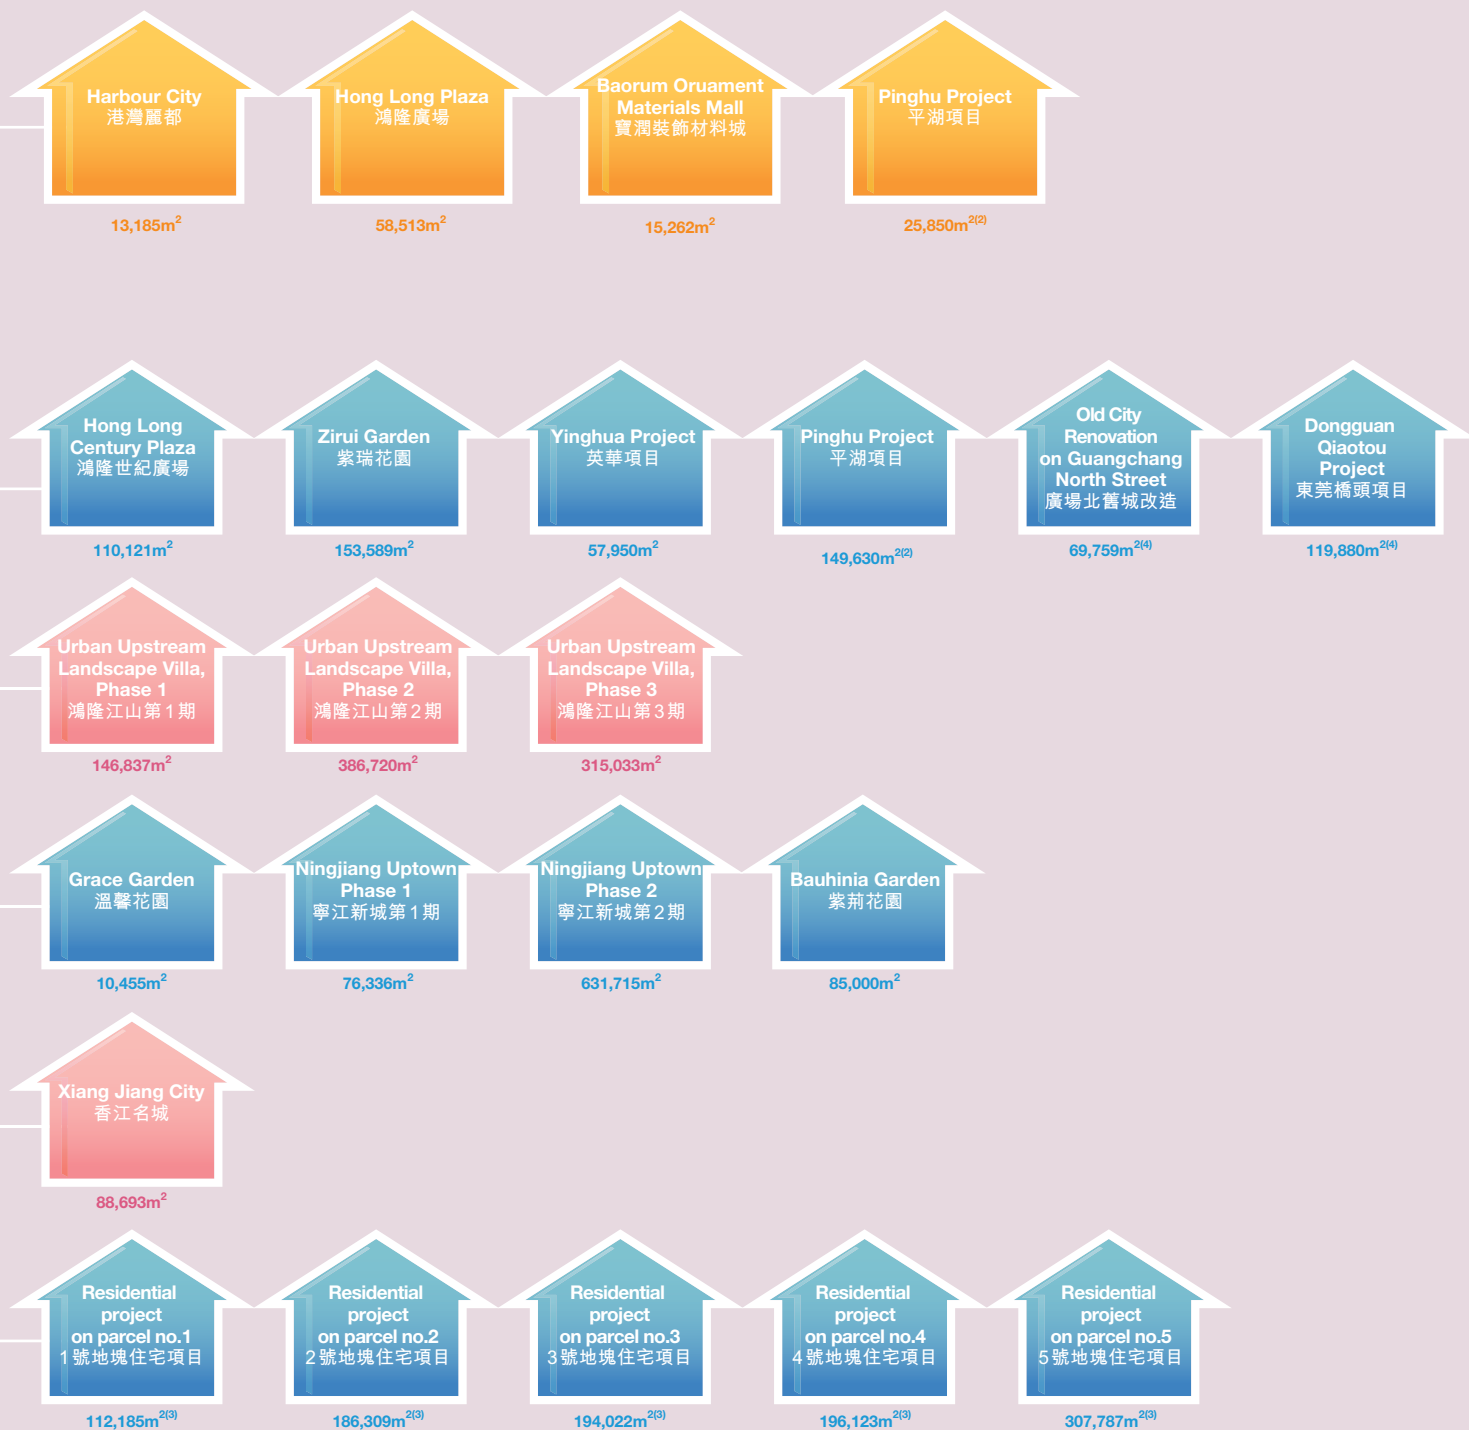 Harbour City
港灣麗都
13,185m²
Hong Long Plaza
鴻隆廣場
58,513m²
Baorum Oruament
Materials Mall
寶潤裝飾材料城
15,262m²
Pinghu Project
平湖項目
25,850m²⁽²⁾
Hong Long
Century Plaza
鴻隆世紀廣場
110,121m²
Zirui Garden
紫瑞花園
153,589m²
Yinghua Project
英華項目
57,950m²
Pinghu Project
平湖項目
149,630m²⁽²⁾
Old City
Renovation
on Guangchang
North Street
廣場北舊城改造
69,759m²⁽⁴⁾
Dongguan
Qiaotou
Project
東莞橋頭項目
119,880m²⁽⁴⁾
Urban Upstream
Landscape Villa,
Phase 1
鴻隆江山第1期
146,837m²
Urban Upstream
Landscape Villa,
Phase 2
鴻隆江山第2期
386,720m²
Urban Upstream
Landscape Villa,
Phase 3
鴻隆江山第3期
315,033m²
Grace Garden
溫馨花園
10,455m²
Ningjiang Uptown
Phase 1
寧江新城第1期
76,336m²
Ningjiang Uptown
Phase 2
寧江新城第2期
631,715m²
Bauhinia Garden
紫荊花園
85,000m²
Xiang Jiang City
香江名城
88,693m²
Residential
project
on parcel no.1
1號地塊住宅項目
112,185m²⁽³⁾
Residential
project
on parcel no.2
2號地塊住宅項目
186,309m²⁽³⁾
Residential
project
on parcel no.3
3號地塊住宅項目
194,022m²⁽³⁾
Residential
project
on parcel no.4
4號地塊住宅項目
196,123m²⁽³⁾
Residential
project
on parcel no.5
5號地塊住宅項目
307,787m²⁽³⁾